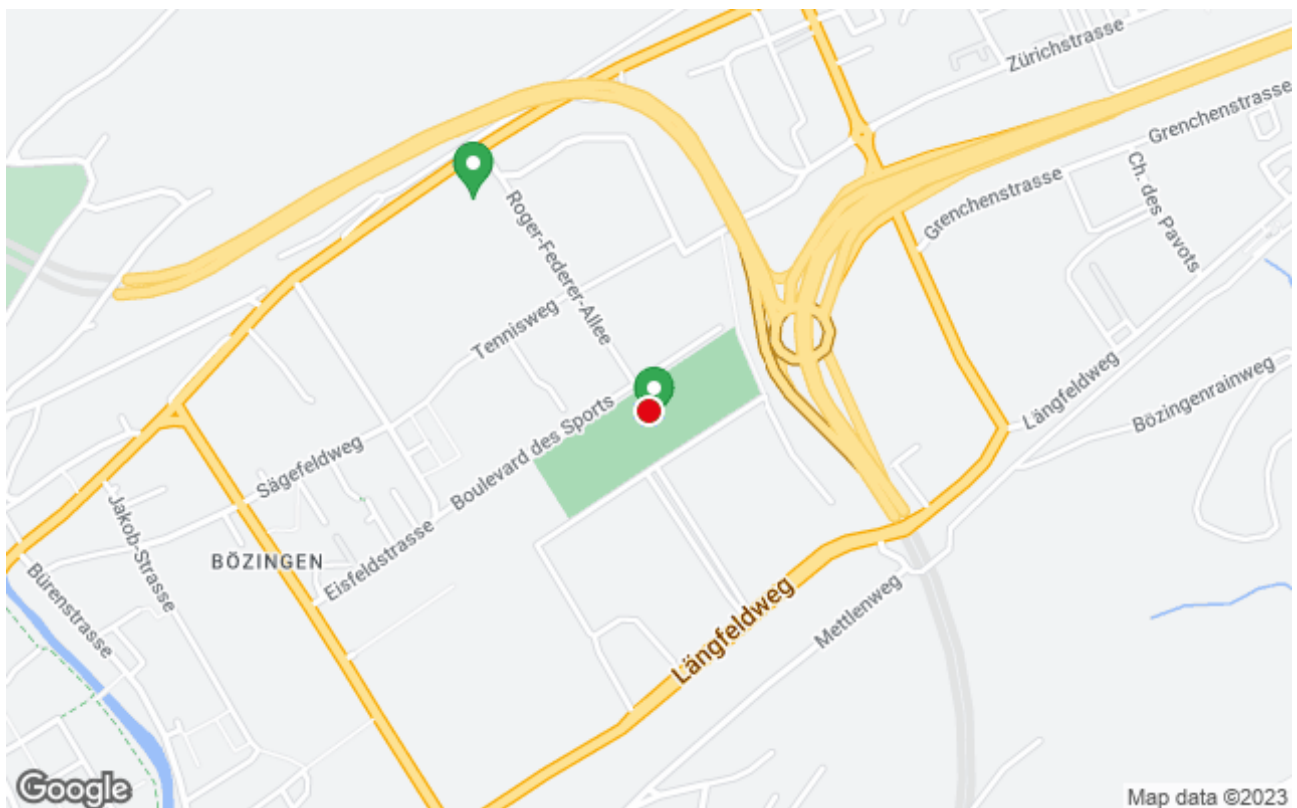 Zürichstrasse
Grenchenstrasse
Ch. des Pavots
Grenchenstrasse
Roger-Federer-Allee
Tennisweg
Längfeldweg
Bözingenrainweg
Boulevard des Sports
Sägefeldweg
Jakob-Strasse
BÖZINGEN
Eisfeldstrasse
Bürenstrasse
Längfeldweg
Mettlenweg
Google
Map data ©2023